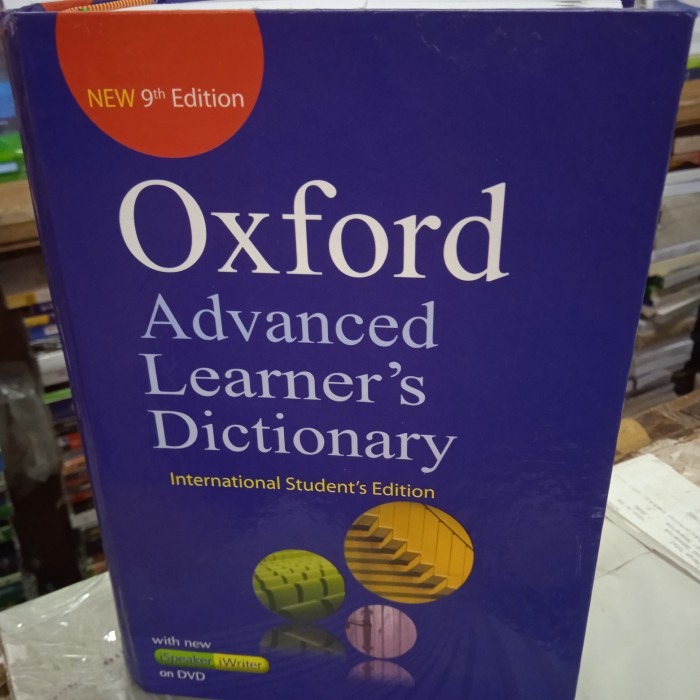 NEW 9th Edition
Oxford
Advanced
Learner's
Dictionary
International Student's Edition
with new
iSpeaker iWriter
on DVD